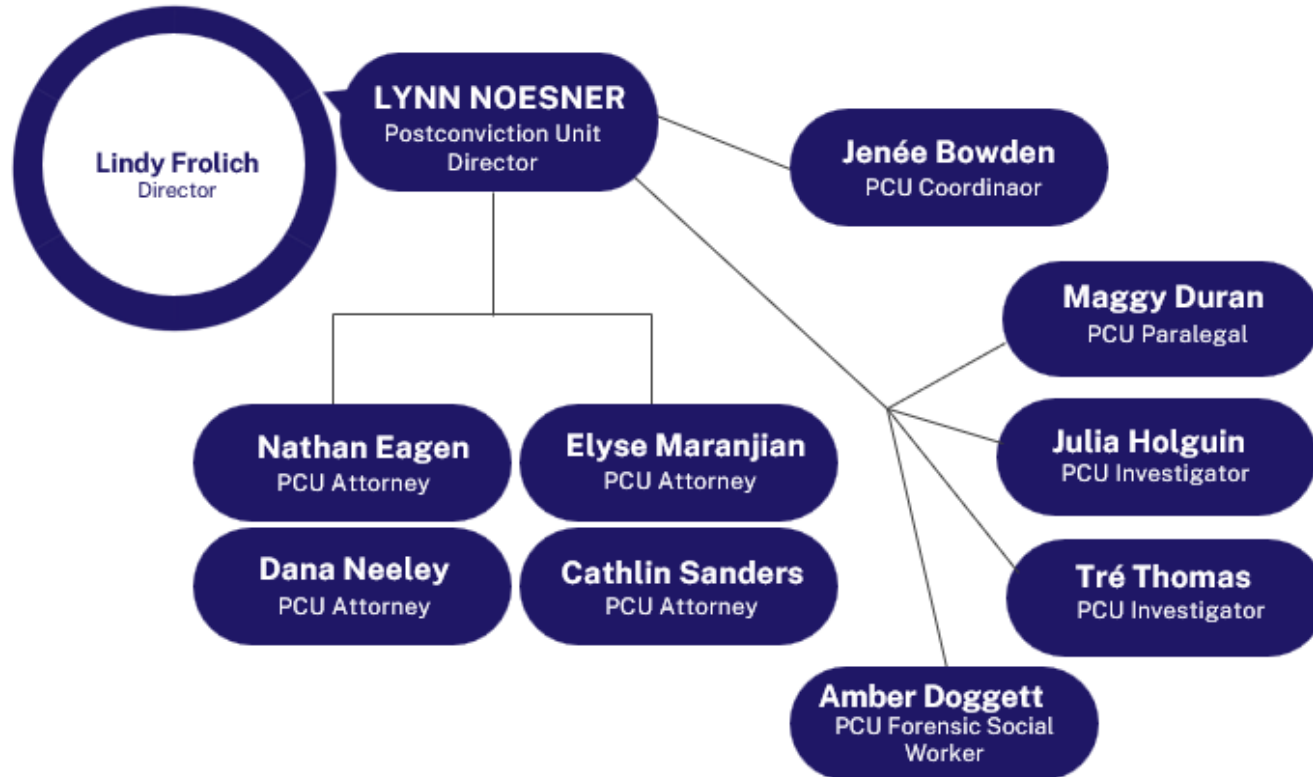 Lindy Frolich
Director
LYNN NOESNER
Postconviction Unit
Director
Jenée Bowden
PCU Coordinaor
Maggy Duran
PCU Paralegal
Julia Holguin
PCU Investigator
Tré Thomas
PCU Investigator
Amber Doggett
PCU Forensic Social
Worker
Nathan Eagen
PCU Attorney
Elyse Maranjian
PCU Attorney
Dana Neeley
PCU Attorney
Cathlin Sanders
PCU Attorney